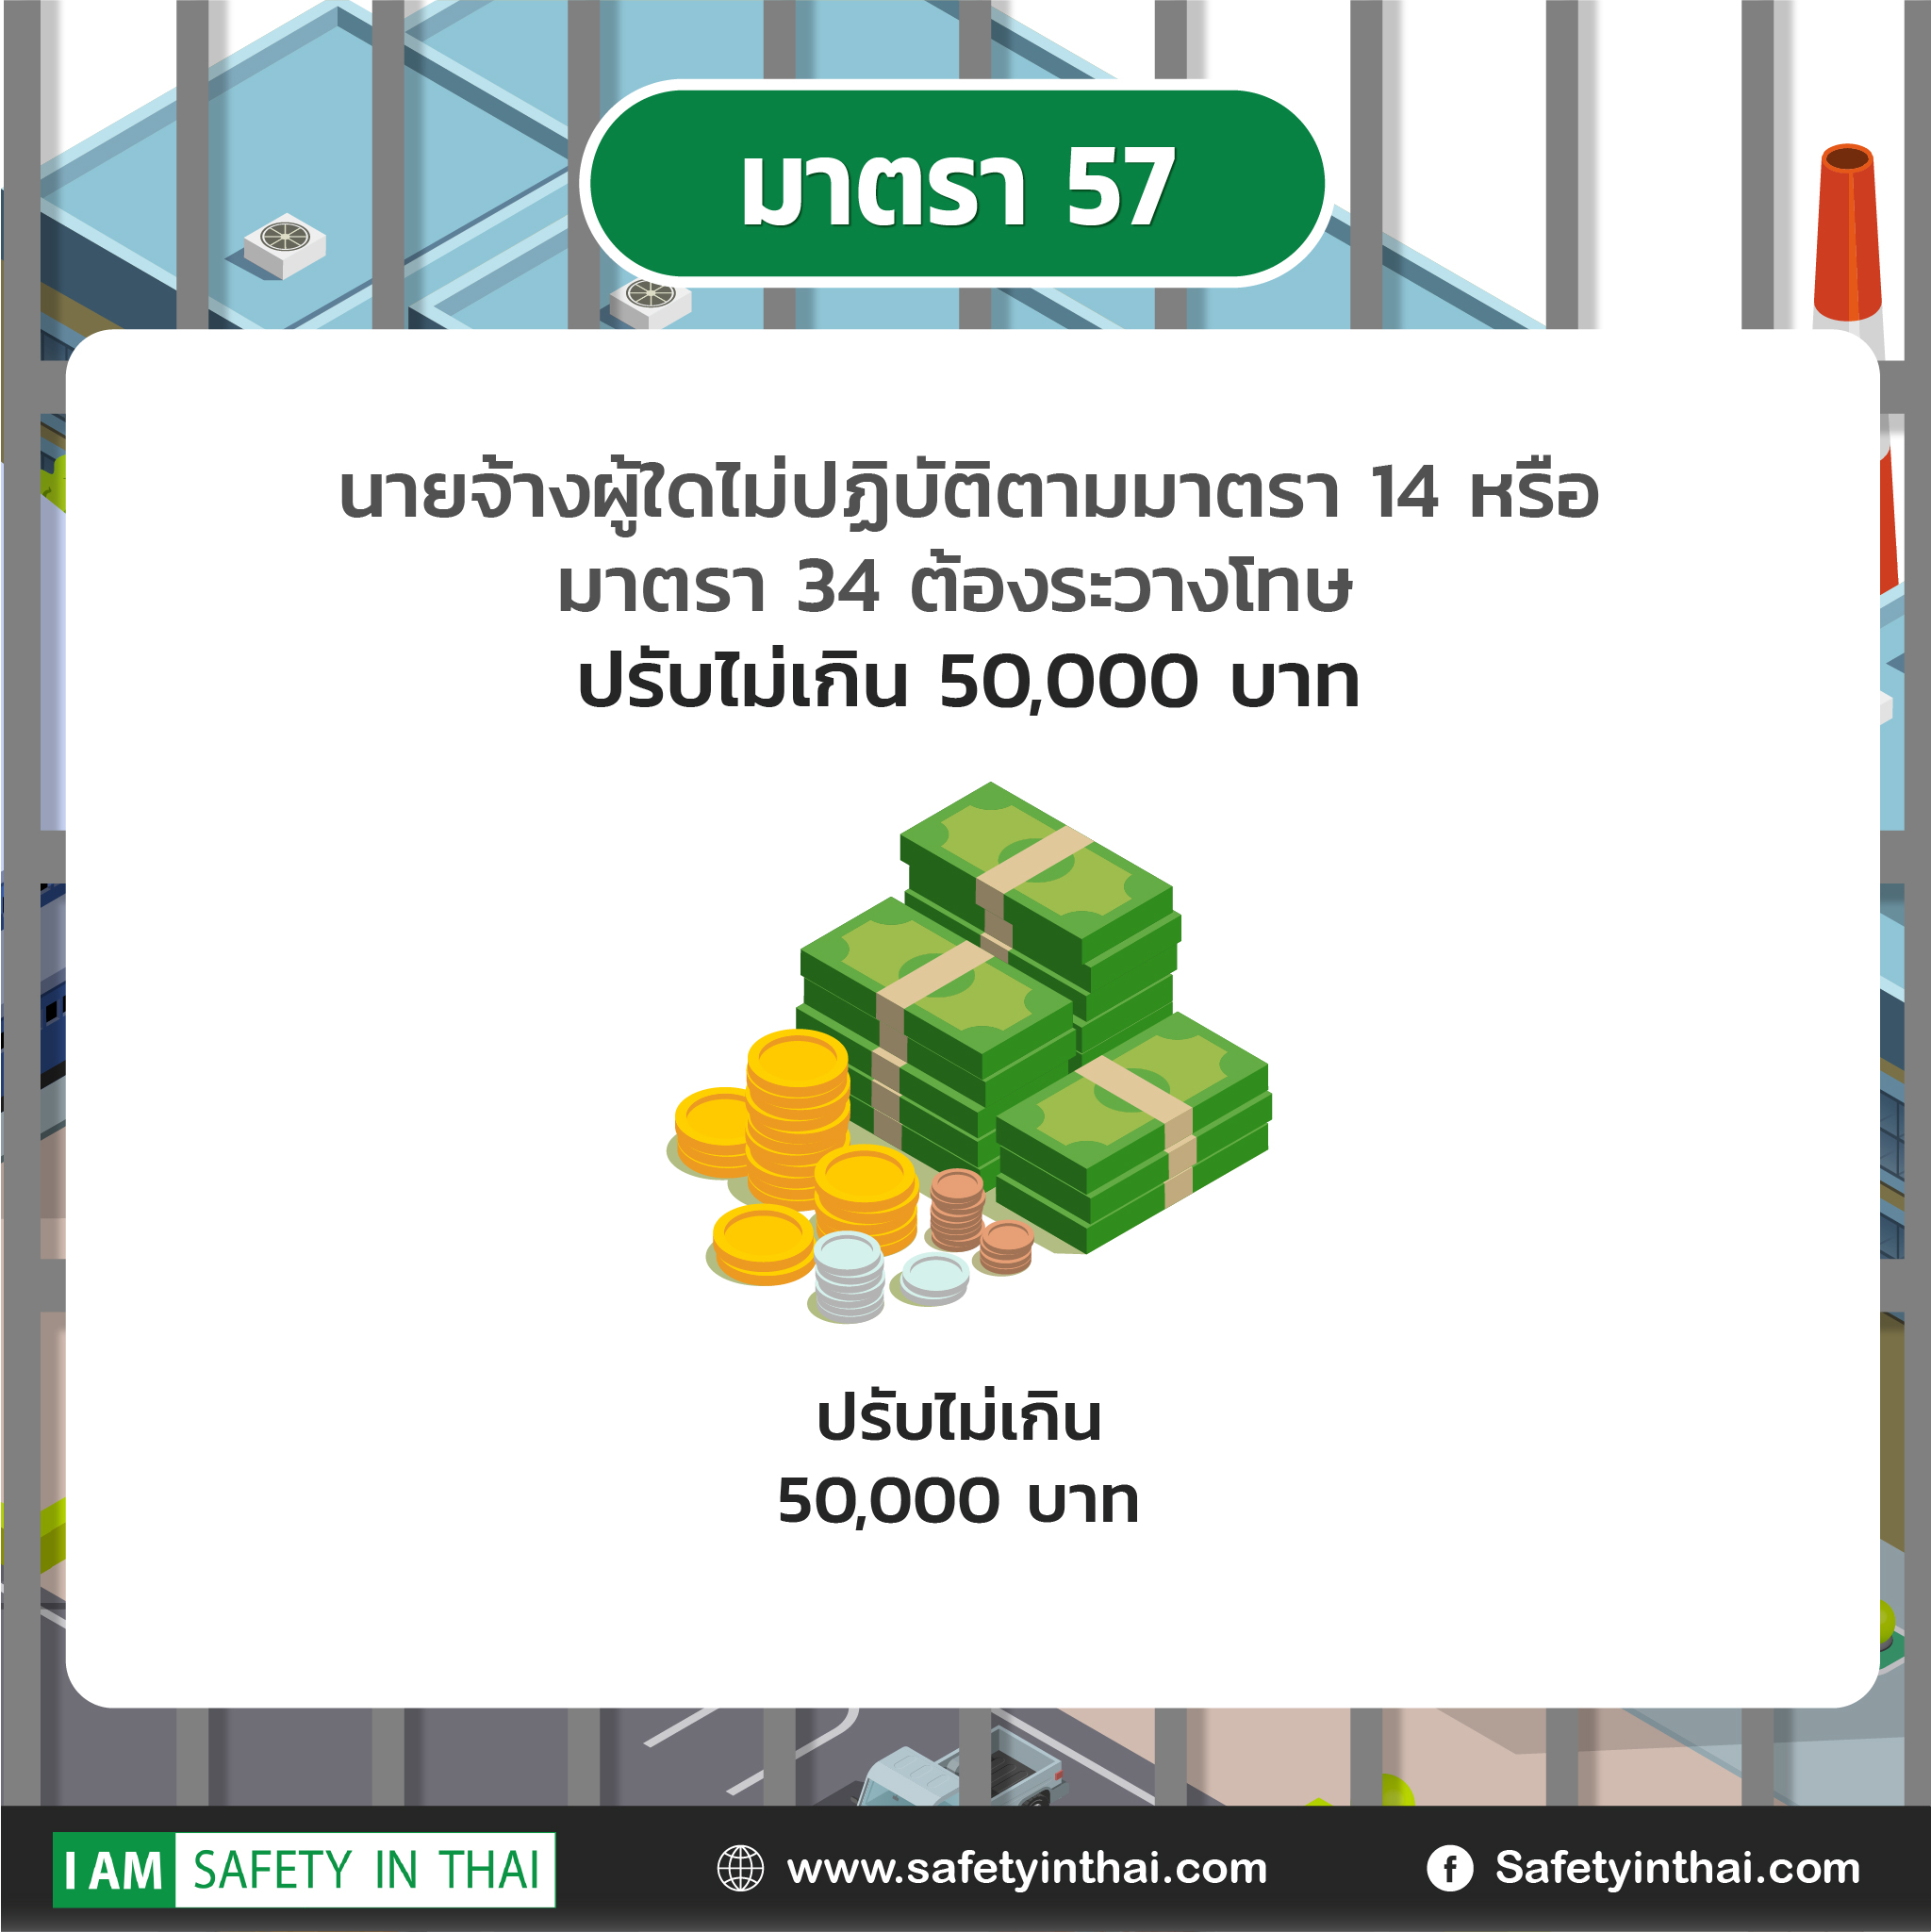 มาตรา 57
นายจ้างผู้ใดไม่ปฏิบัติตามมาตรา 14 หรือ
มาตรา 34 ต้องระวางโทษ
ปรับไม่เกิน 50,000 บาท
ปรับไม่เกิน
50,000 บาท
I AM SAFETY IN THAI
www.safetyinthai.com
Safetyinthai.com